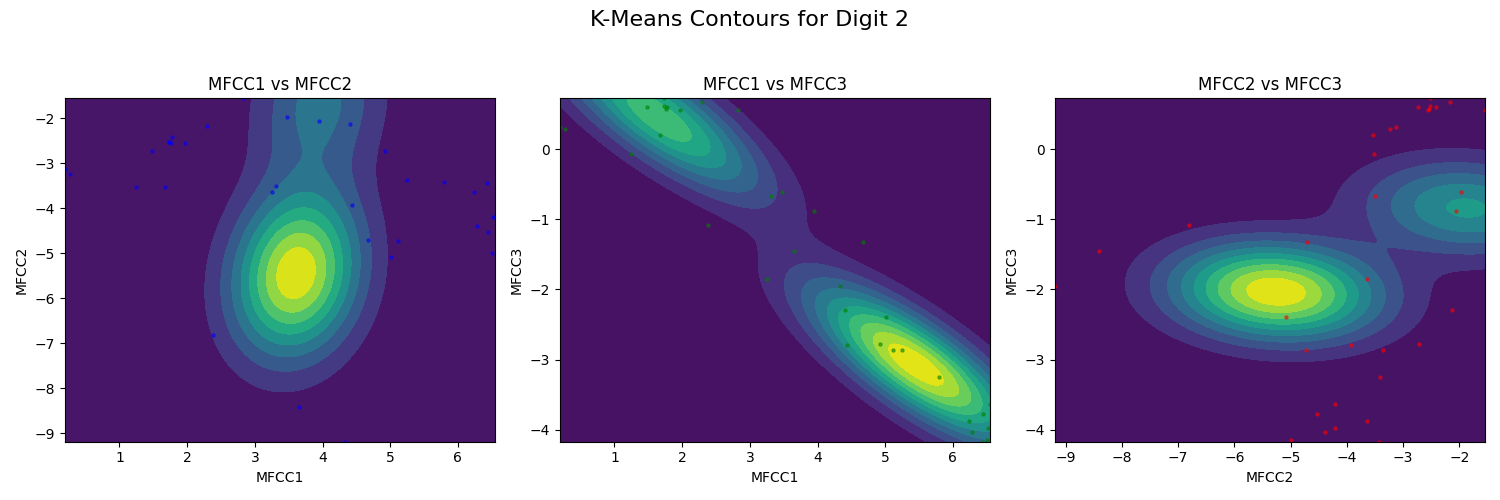 K-Means Contours for Digit 2
MFCC1 vs MFCC2
−2
−3
−4
−5
−6
−7
−8
−9
MFCC2
1 2 3 4 5 6
MFCC1
MFCC1 vs MFCC3
0
−1
−2
−3
−4
MFCC3
1 2 3 4 5 6
MFCC1
MFCC2 vs MFCC3
0
−1
−2
−3
−4
MFCC3
−9 −8 −7 −6 −5 −4 −3 −2
MFCC2